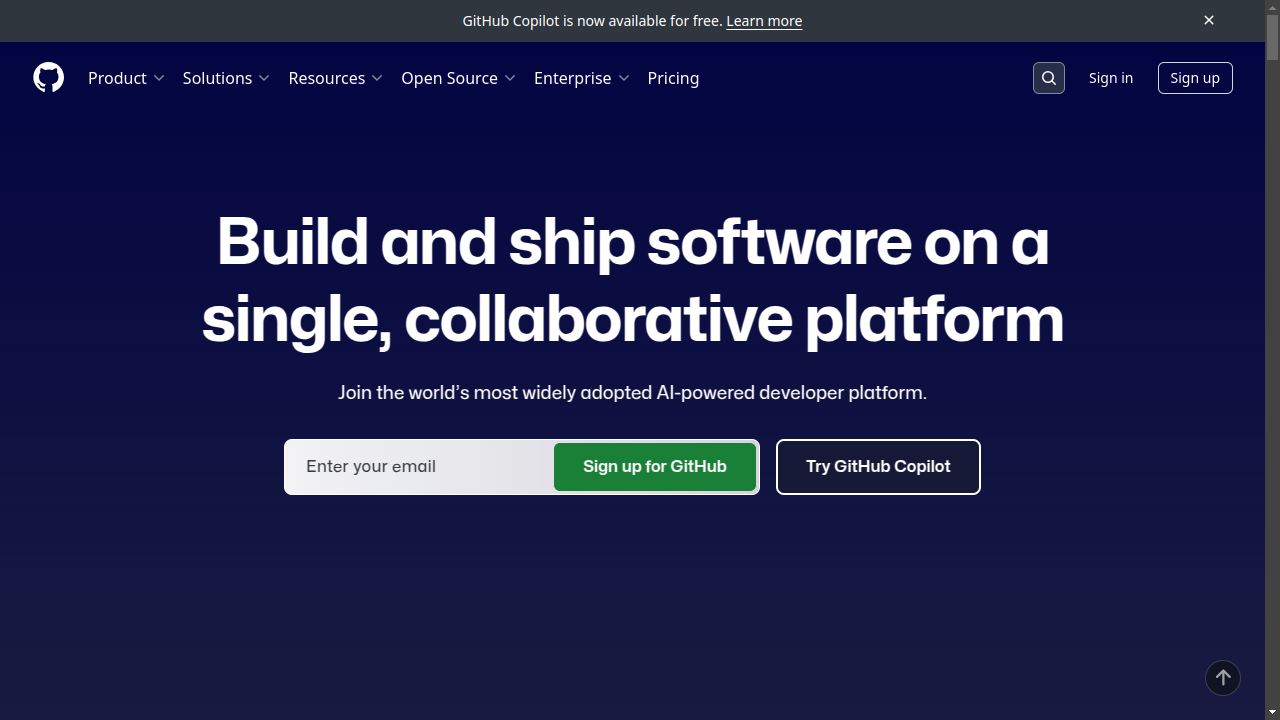 GitHub Copilot is now available for free. Learn more
Product Solutions Resources Open Source Enterprise Pricing Sign in Sign up
Build and ship software on a
single, collaborative platform
Join the world’s most widely adopted AI-powered developer platform.
Enter your email Sign up for GitHub Try GitHub Copilot